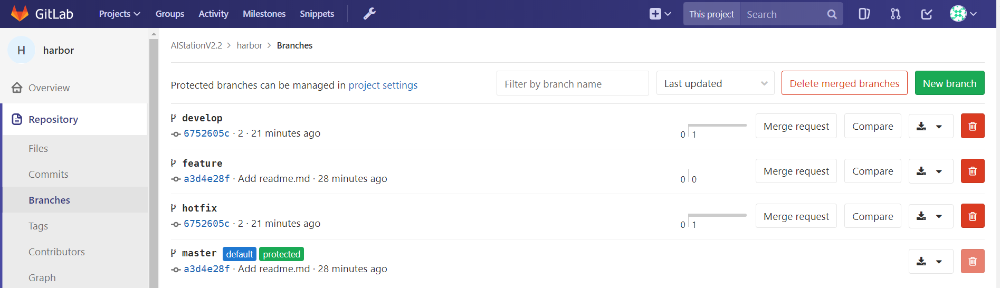 GitLab Projects Groups Activity Milestones Snippets This project Search
H harbor
Overview
Repository
Files
Commits
Branches
Tags
Contributors
Graph
AIStationV2.2 > harbor > Branches
Protected branches can be managed in project settings Filter by branch name Last updated Delete merged branches New branch
develop
6752605c · 2 · 21 minutes ago 0 1 Merge request Compare
feature
a3d4e28f · Add readme.md · 28 minutes ago 0 0 Merge request Compare
hotfix
6752605c · 2 · 21 minutes ago 0 1 Merge request Compare
master default protected
a3d4e28f · Add readme.md · 28 minutes ago